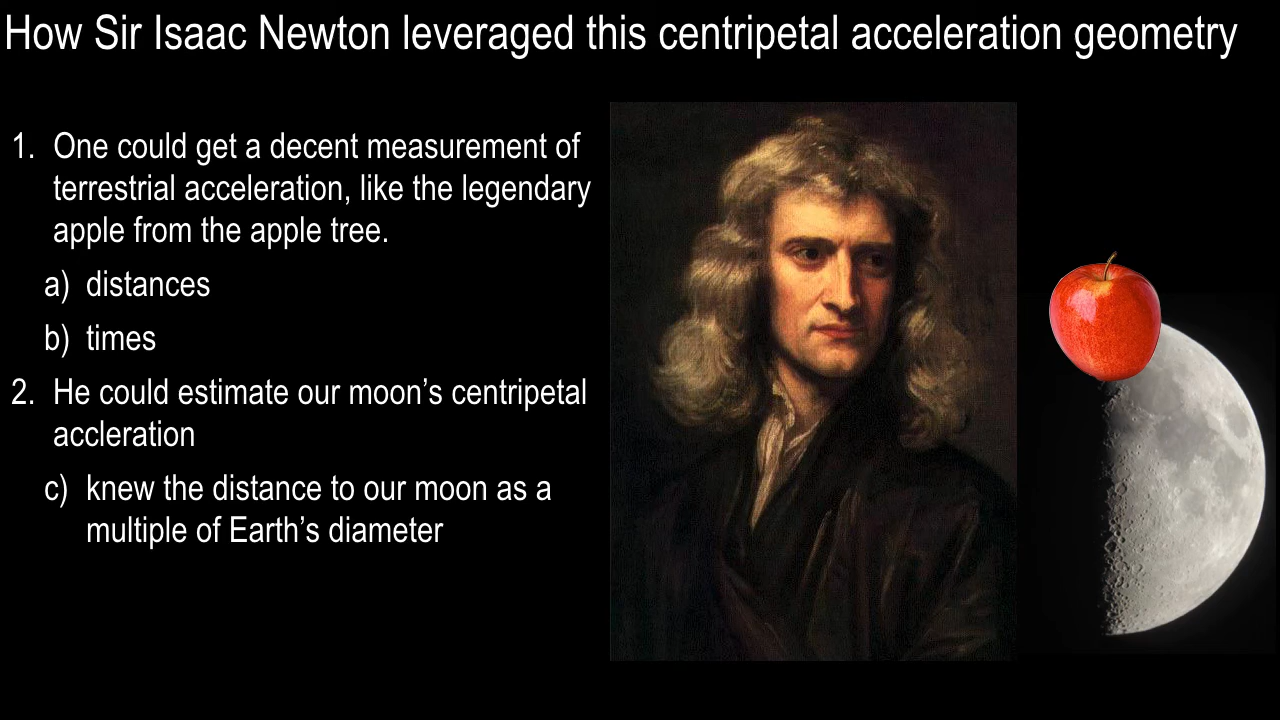 How Sir Isaac Newton leveraged this centripetal acceleration geometry
1. One could get a decent measurement of
terrestrial acceleration, like the legendary
apple from the apple tree.
a) distances
b) times
2. He could estimate our moon’s centripetal
accleration
c) knew the distance to our moon as a
multiple of Earth’s diameter